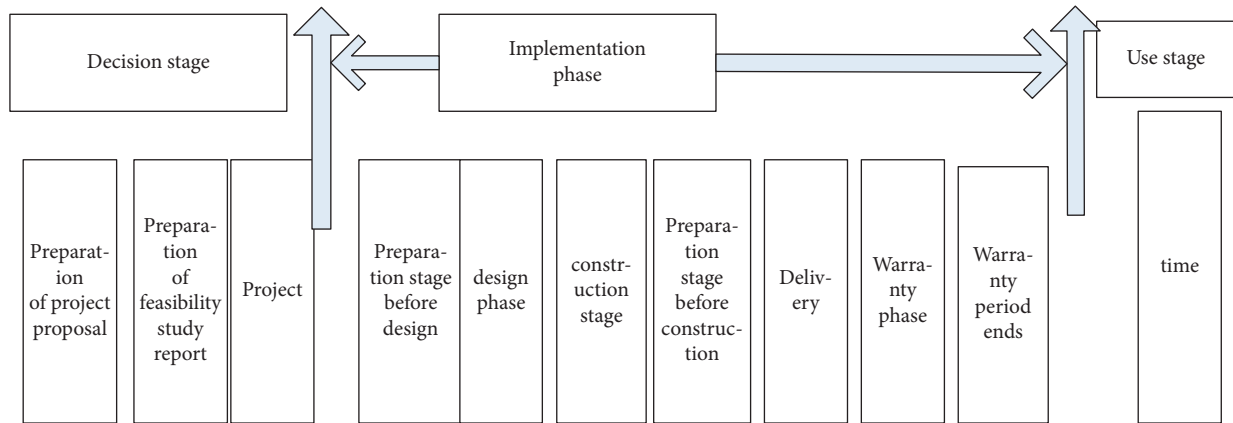 Decision stage
Implementation
phase
Use stage
Preparat-
ion
of project
proposal
Prepara-
tion
of
feasibility
study
report
Project
Prepara-
tion stage
before
design
design
phase
constr-
uction
stage
Prepara-
tion
stage
before
construc-
tion
Deliv-
ery
Warra-
nty
phase
Warra-
nty
period
ends
time